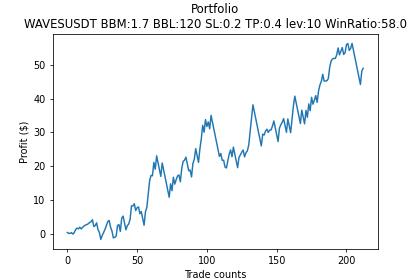 Portfolio
WAVESUSDT BBM:1.7 BBL:120 SL:0.2 TP:0.4 lev:10 WinRatio:58.0
50
40
30
20
10
0
Profit ($)
0
50
100
150
200
Trade counts